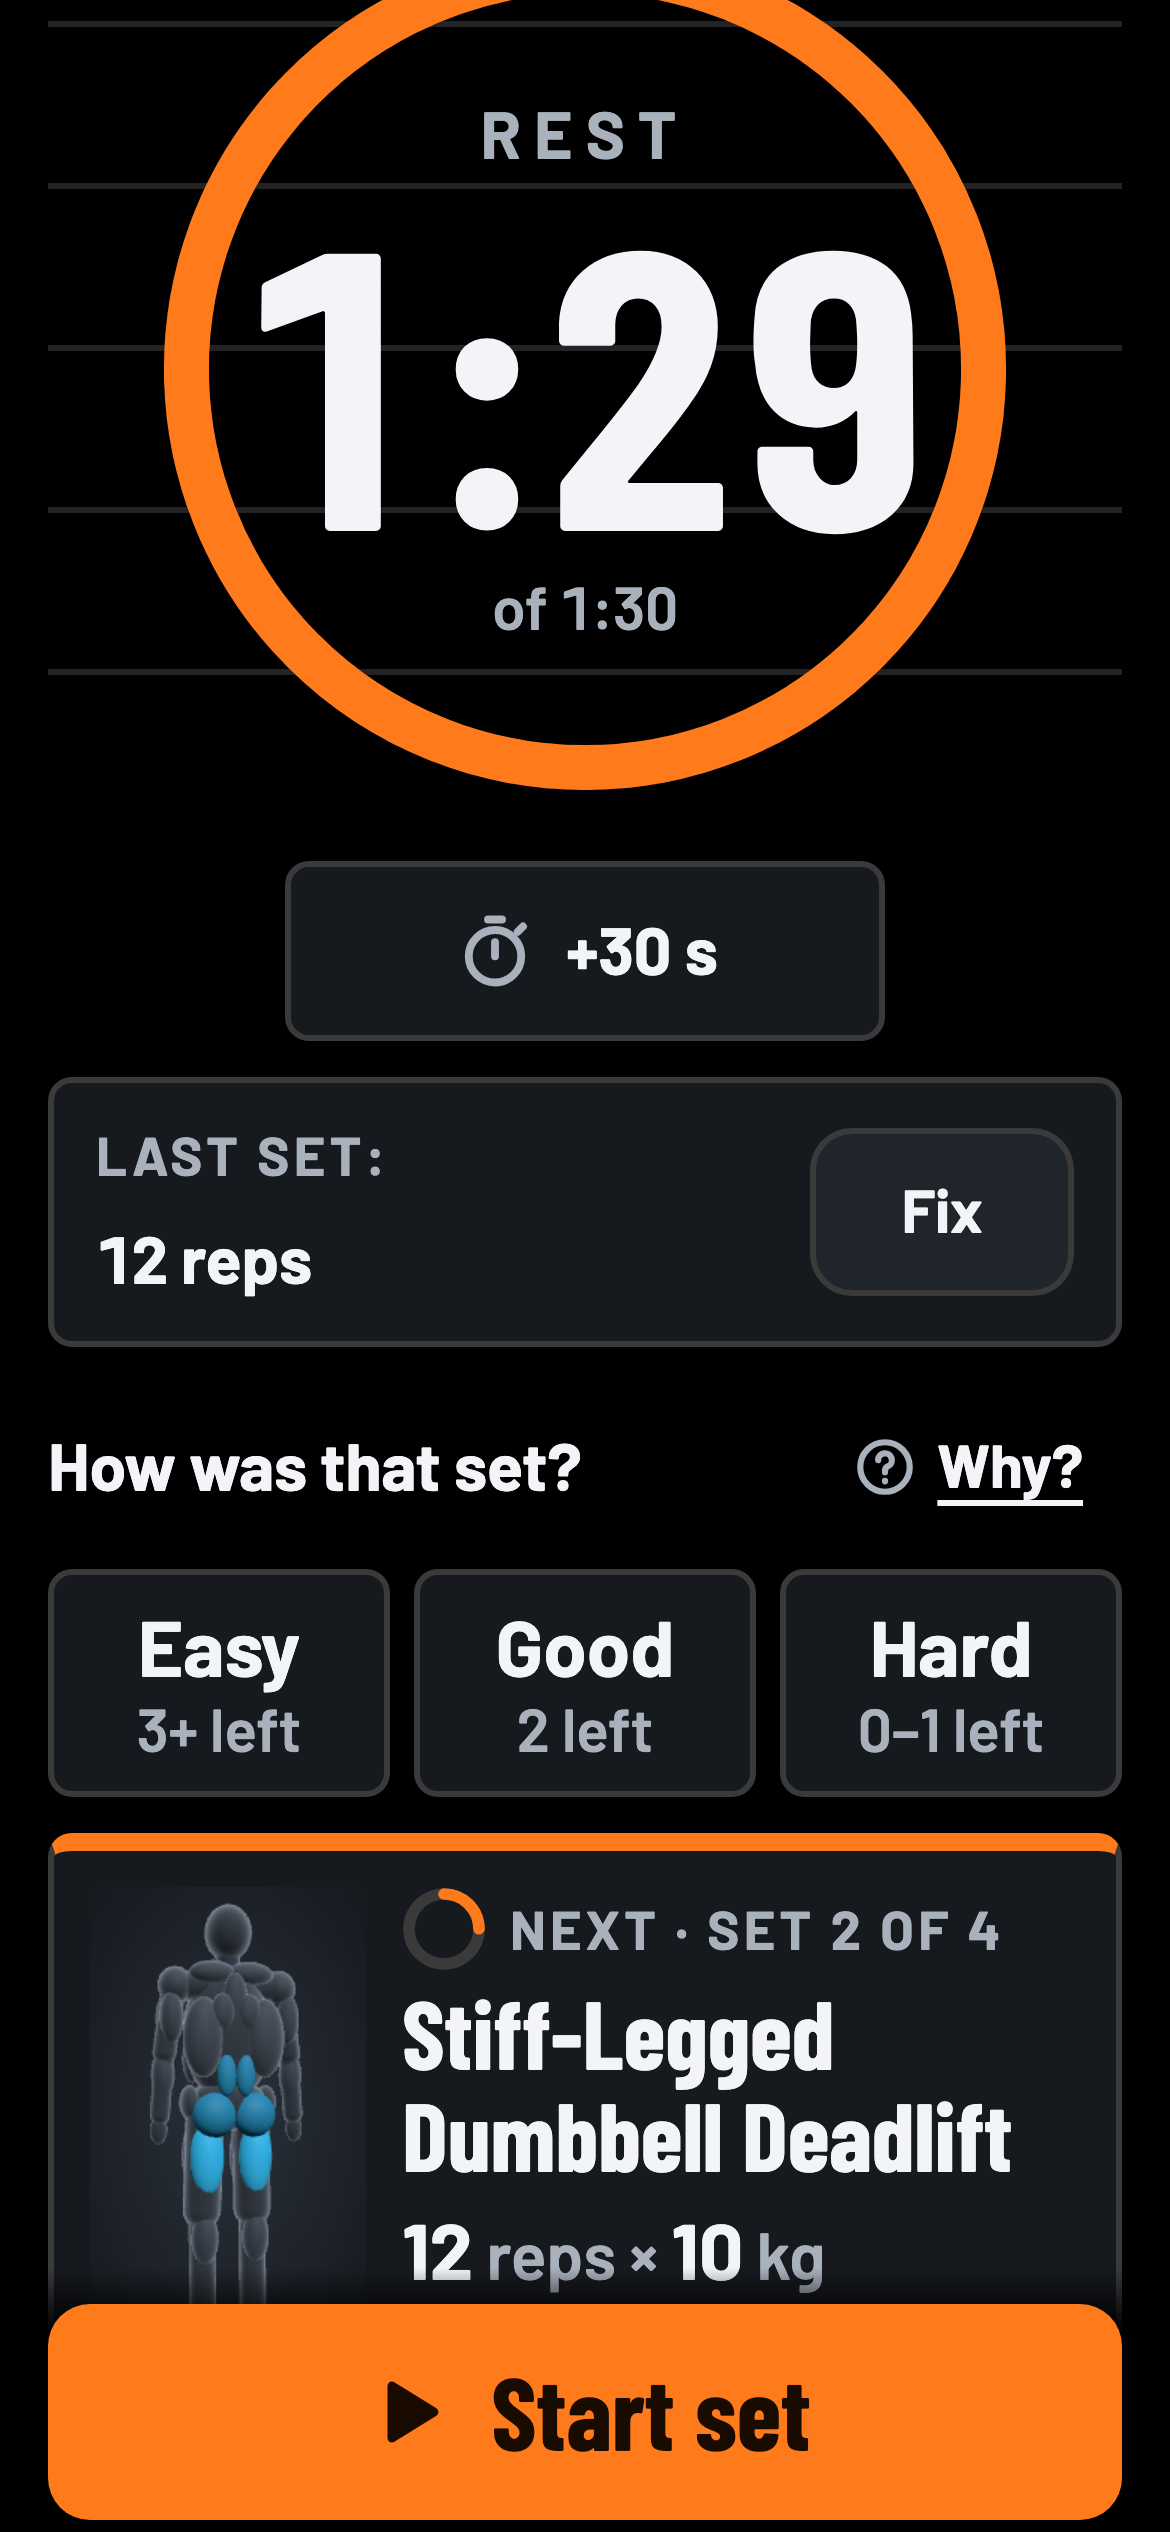 REST
1:29
of 1:30
+30 s
LAST SET:
12 reps
Fix
How was that set?
Why?
Easy
3+ left
Good
2 left
Hard
0–1 left
NEXT · SET 2 OF 4
Stiff-Legged
Dumbbell Deadlift
12 reps × 10 kg
Start set